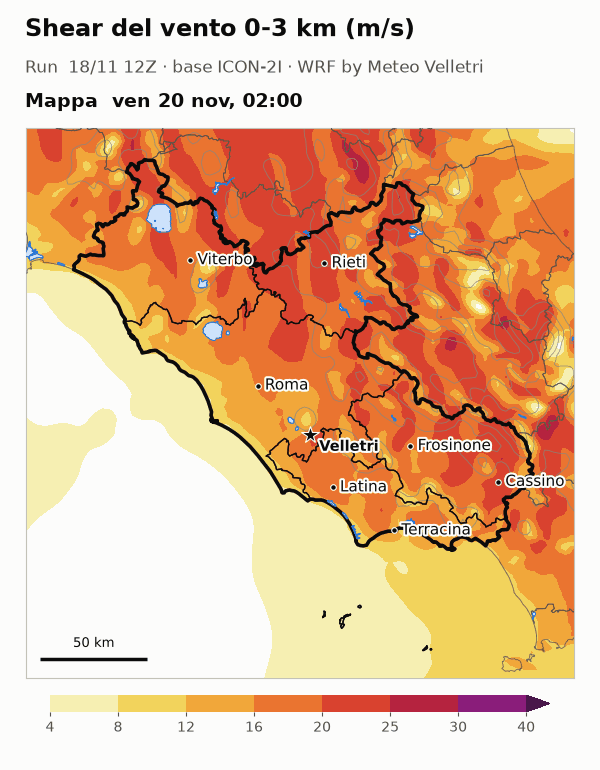 Shear del vento 0-3 km (m/s)
Run  18/11 12Z · base ICON-2I · WRF by Meteo Velletri
Mappa  ven 20 nov, 02:00
Viterbo
Rieti
Roma
Velletri
Frosinone
Latina
Cassino
Terracina
50 km
4 8 12 16 20 25 30 40